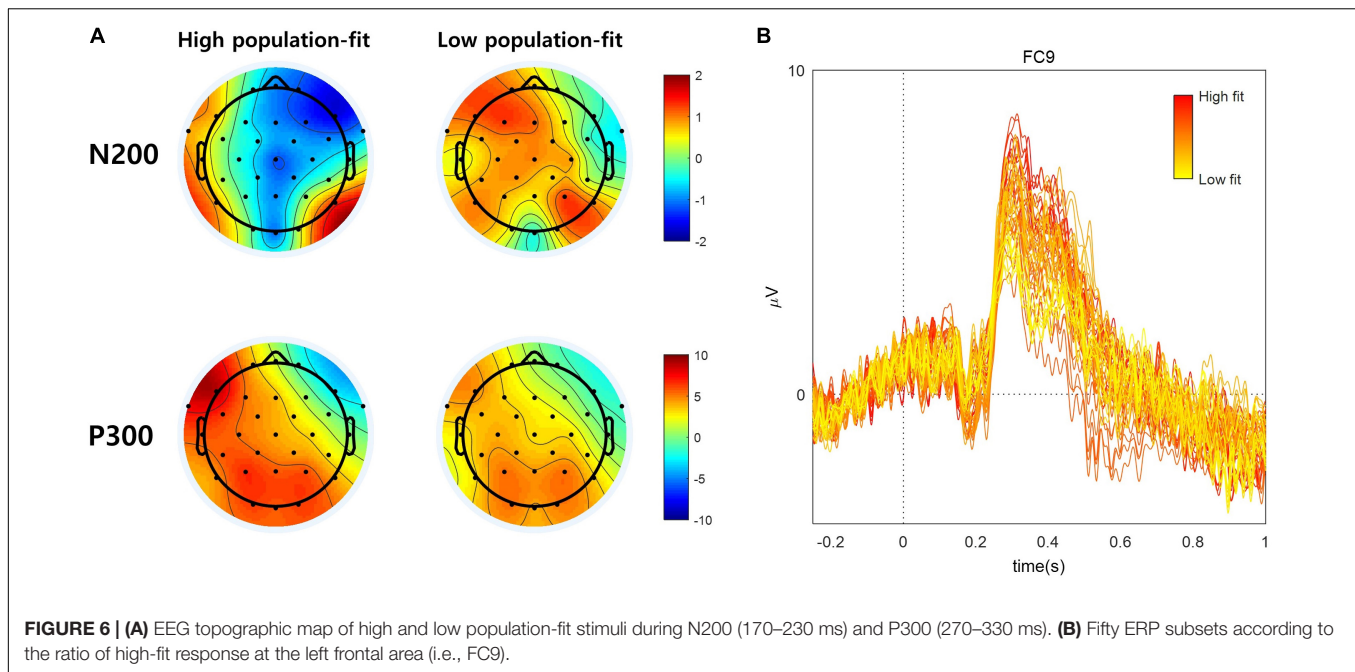 A
High population-fit Low population-fit
N200
2
1
0
-1
-2
P300
10
5
0
-5
-10
B
FC9
10
0
μV
High fit
Low fit
-0.2 0 0.2 0.4 0.6 0.8 1
time(s)
FIGURE 6 | (A) EEG topographic map of high and low population-fit stimuli during N200 (170–230 ms) and P300 (270–330 ms). (B) Fifty ERP subsets according to
the ratio of high-fit response at the left frontal area (i.e., FC9).